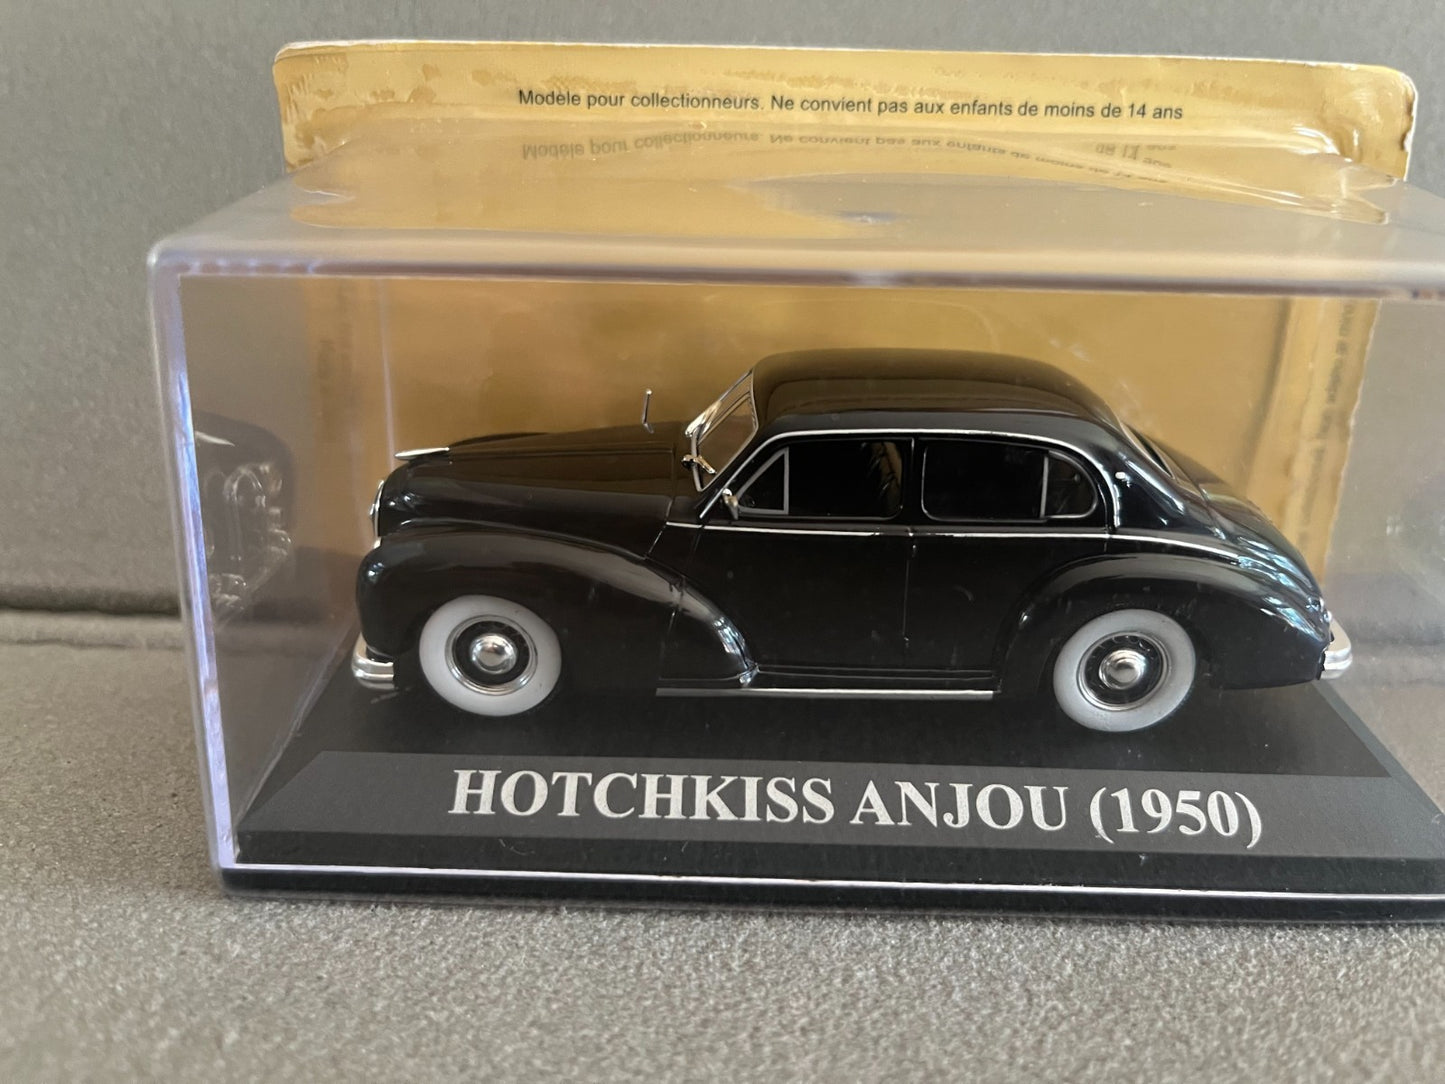 Modèle pour collectionneurs. Ne convient pas aux enfants de moins de 14 ans
HOTCHKISS ANJOU (1950)